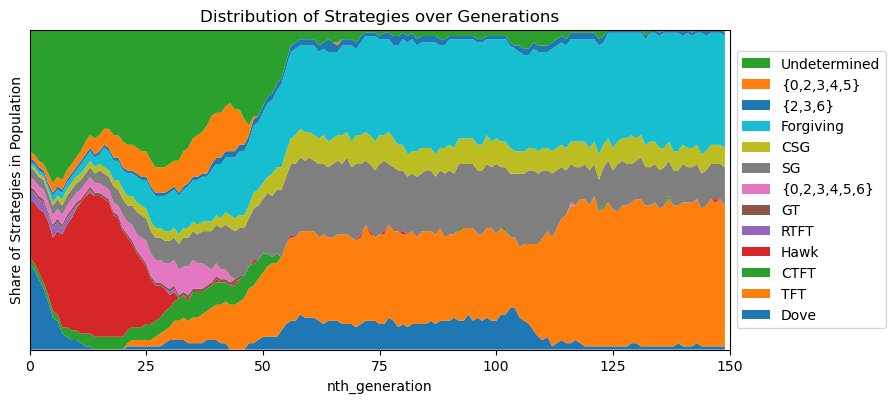 Distribution of Strategies over Generations
Share of Strategies in Population
0
25
50
75
100
125
150
nth_generation
Undetermined
{0,2,3,4,5}
{2,3,6}
Forgiving
CSG
SG
{0,2,3,4,5,6}
GT
RTFT
Hawk
CTFT
TFT
Dove